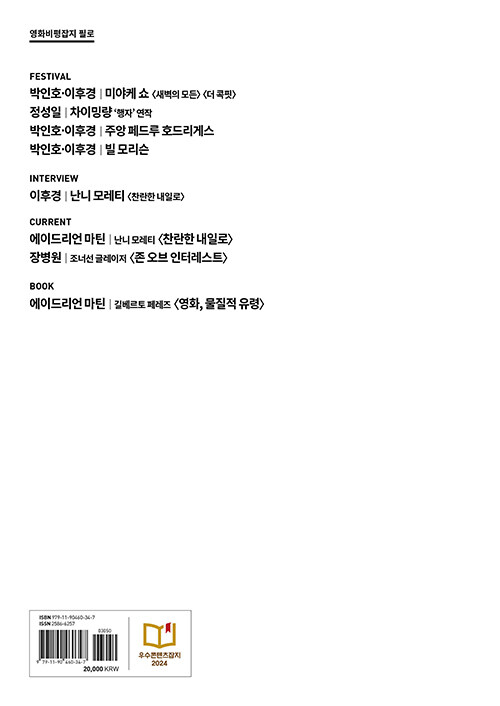 영화비평잡지 필로
FESTIVAL
박인호·이후경 | 미야케 쇼 〈새벽의 모든〉 〈더 콕핏〉
정성일 | 차이밍량 ‘행자’ 연작
박인호·이후경 | 주앙 페드루 호드리게스
박인호·이후경 | 빌 모리슨
INTERVIEW
이후경 | 난니 모레티 〈찬란한 내일로〉
CURRENT
에이드리언 마틴 | 난니 모레티 〈찬란한 내일로〉
장병원 | 조너선 글레이저 〈존 오브 인터레스트〉
BOOK
에이드리언 마틴 | 길베르토 페레즈 〈영화, 물질적 유령〉
ISBN 979-11-90460-34-7
ISSN 2586-6257
03050
9 791190 460347
20,000 KRW
우수콘텐츠잡지
2024